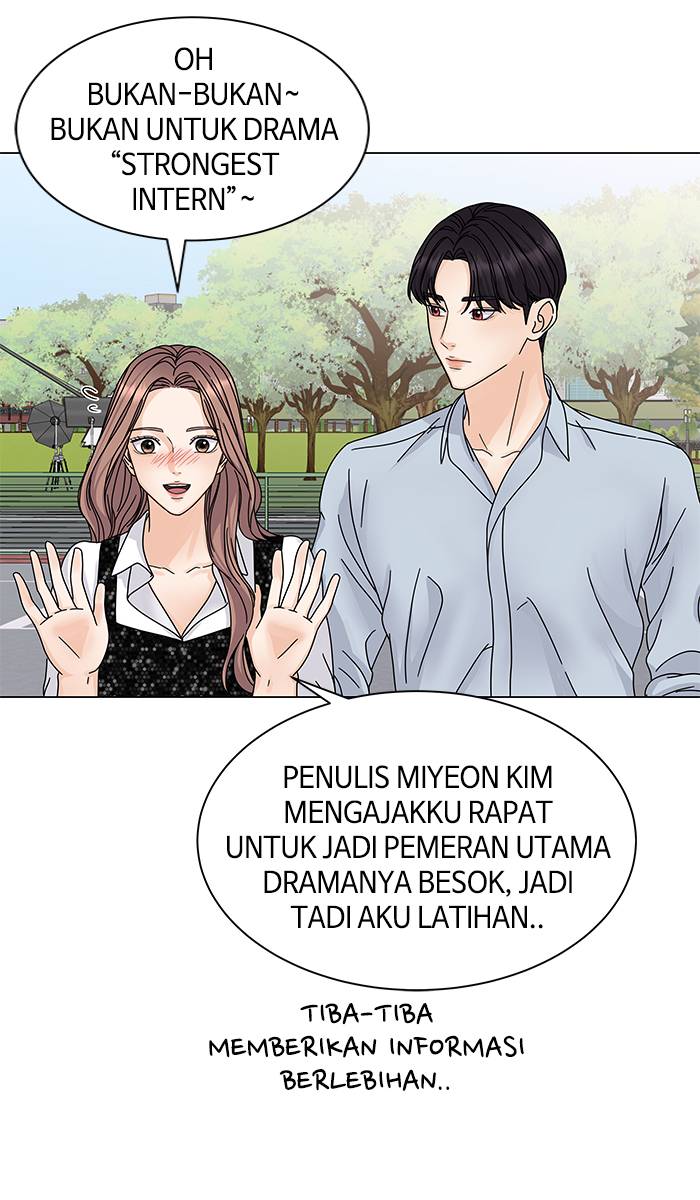 OH
BUKAN-BUKAN~
BUKAN UNTUK DRAMA
“STRONGEST
INTERN”~
PENULIS MIYEON KIM
MENGAJAKKU RAPAT
UNTUK JADI PEMERAN UTAMA
DRAMANYA BESOK, JADI
TADI AKU LATIHAN..
TIBA-TIBA
MEMBERIKAN INFORMASI
BERLEBIHAN..